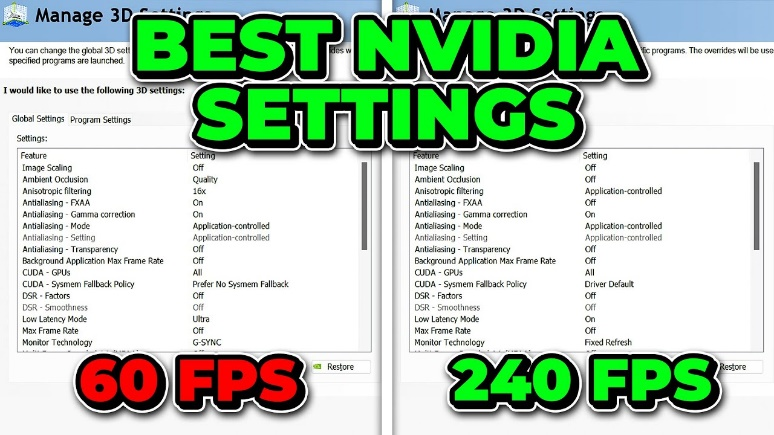 Manage 3D Settings
Manage 3D Settings
BEST NVIDIA
SETTINGS
You can change the global 3D
specified programs are launched.
specific programs. The overrides will be use
I would like to use the following 3D settings:
Global Settings Program Settings
Settings:
Feature Setting
Image Scaling Off
Ambient Occlusion Quality
Anisotropic filtering 16x
Antialiasing - FXAA On
Antialiasing - Gamma correction On
Antialiasing - Mode Application-controlled
Antialiasing - Setting Application-controlled
Antialiasing - Transparency Off
Background Application Max Frame Rate Off
CUDA - GPUs All
CUDA - Sysmem Fallback Policy Prefer No Sysmem Fallback
DSR - Factors Off
DSR - Smoothness Off
Low Latency Mode Ultra
Max Frame Rate Off
Monitor Technology G-SYNC
Restore
60 FPS
Feature Setting
Image Scaling Off
Ambient Occlusion Off
Anisotropic filtering Application-controlled
Antialiasing - FXAA Off
Antialiasing - Gamma correction On
Antialiasing - Mode Application-controlled
Antialiasing - Setting Application-controlled
Antialiasing - Transparency Off
Background Application Max Frame Rate Off
CUDA - GPUs All
CUDA - Sysmem Fallback Policy Driver Default
DSR - Factors Off
DSR - Smoothness Off
Low Latency Mode On
Max Frame Rate Off
Monitor Technology Fixed Refresh
Restore
240 FPS